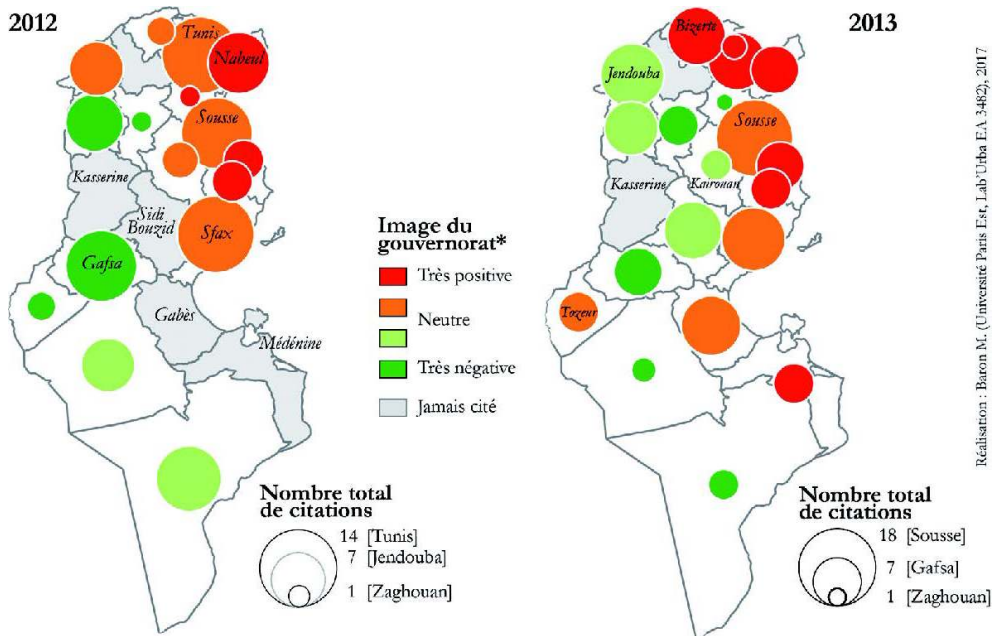 2012
Tunis
Nabeul
Sousse
Kasserine
Sidi
Bouzid
Sfax
Gafsa
Gabès
Médénine
Nombre total
de citations
14 [Tunis]
7 [Jendouba]
1 [Zaghouan]
Image du
gouvernorat*
Très positive
Neutre
Très négative
Jamais cité
2013
Bizerte
Jendouba
Sousse
Kasserine
Kairouan
Tozeur
Nombre total
de citations
18 [Sousse]
7 [Gafsa]
1 [Zaghouan]
Réalisation : Baron M. (Université Paris Est, Lab'Urba EA 3482), 2017